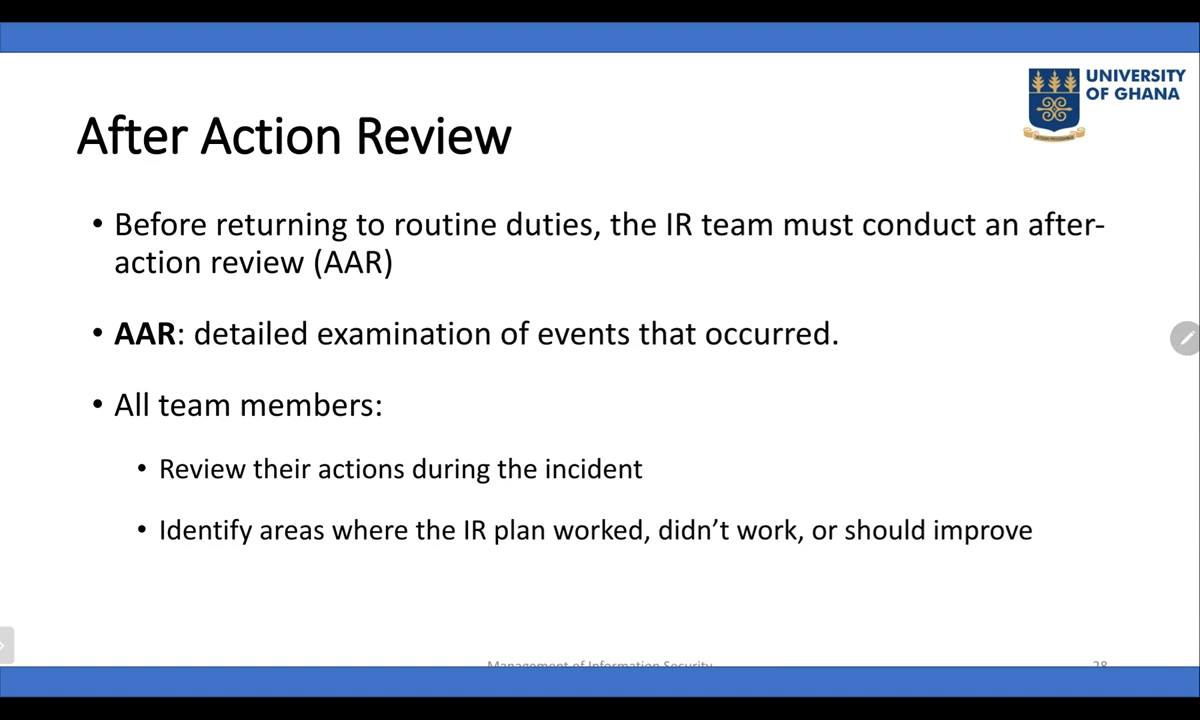 UNIVERSITY
OF GHANA
After Action Review
• Before returning to routine duties, the IR team must conduct an after-
action review (AAR)
• AAR: detailed examination of events that occurred.
• All team members:
• Review their actions during the incident
• Identify areas where the IR plan worked, didn’t work, or should improve
Management of Information Security
28